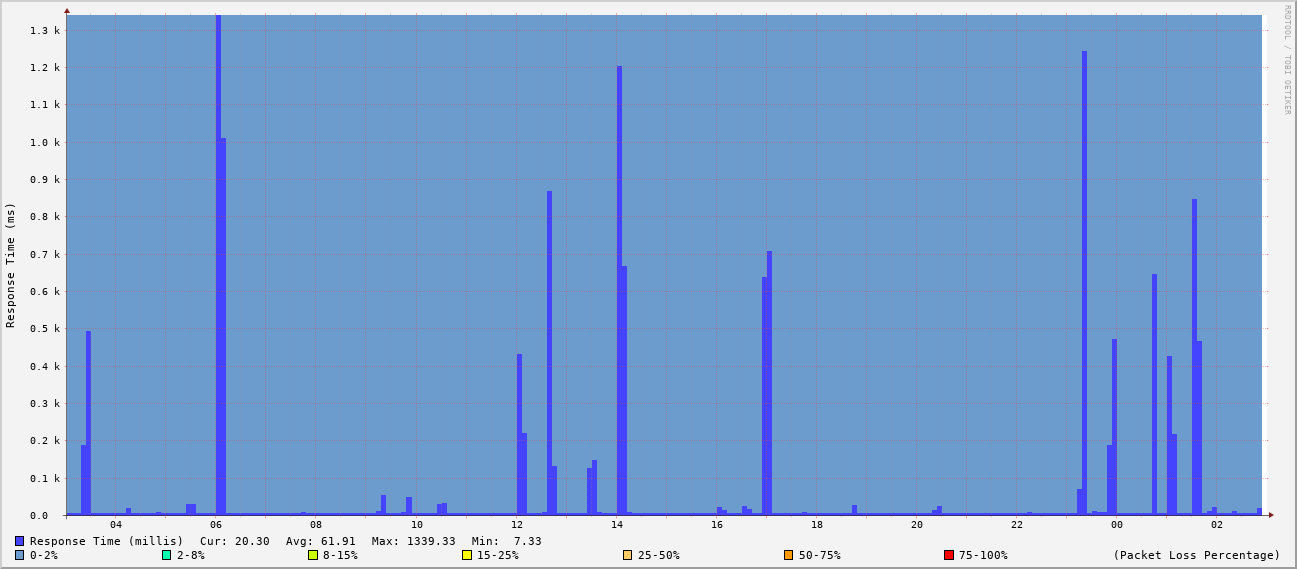 1.3 k
1.2 k
1.1 k
1.0 k
0.9 k
0.8 k
0.7 k
0.6 k
0.5 k
0.4 k
0.3 k
0.2 k
0.1 k
0.0
Response Time (ms)
RRDTOOL / TOBI OETIKER
04 06 08 10 12 14 16 18 20 22 00 02
Response Time (millis) Cur: 20.30 Avg: 61.91 Max: 1339.33 Min: 7.33
0-2% 2-8% 8-15% 15-25% 25-50% 50-75% 75-100% (Packet Loss Percentage)